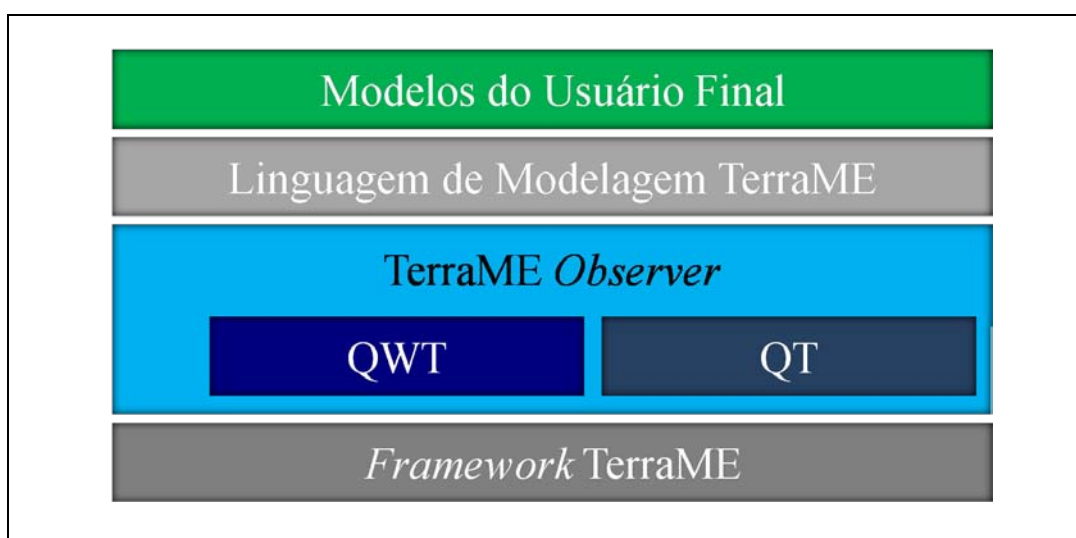 Modelos do Usuário Final
Linguagem de Modelagem TerraME
TerraME Observer
QWT
QT
Framework TerraME